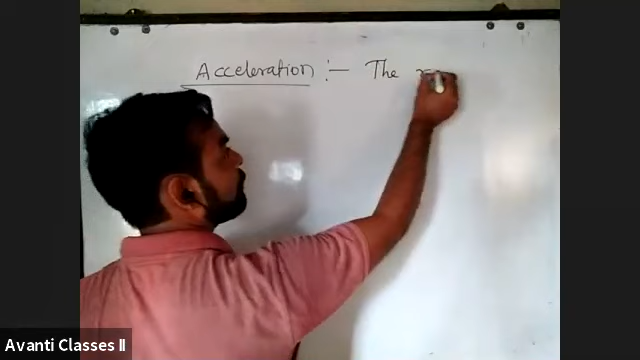 Acceleration :- The
Avanti Classes II